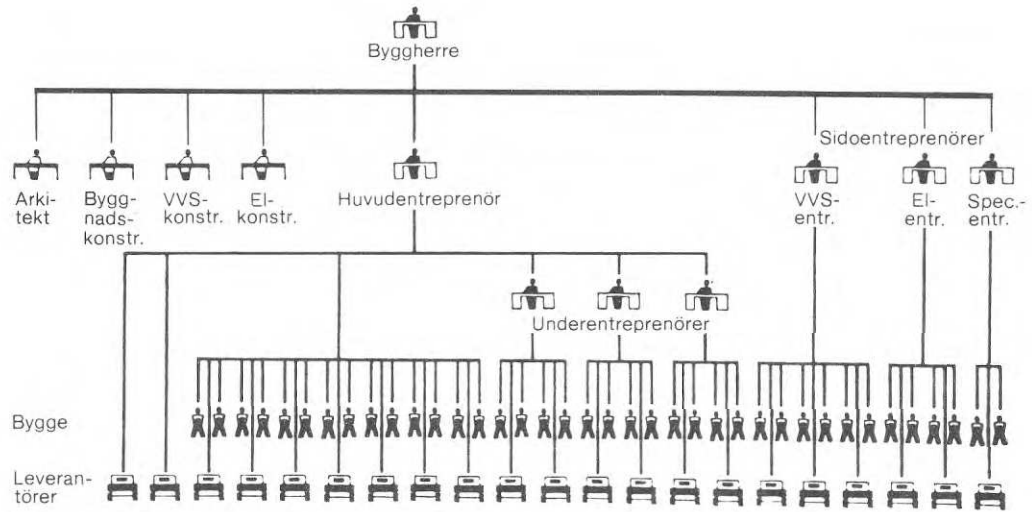 Byggherre
Sidoentreprenörer
Arki-
tekt
Bygg-
nads-
konstr.
VVS-
konstr.
El-
konstr.
Huvudentreprenör
VVS-
entr.
El-
entr.
Spec.-
entr.
Underentreprenörer
Bygge
Leveran-
törer